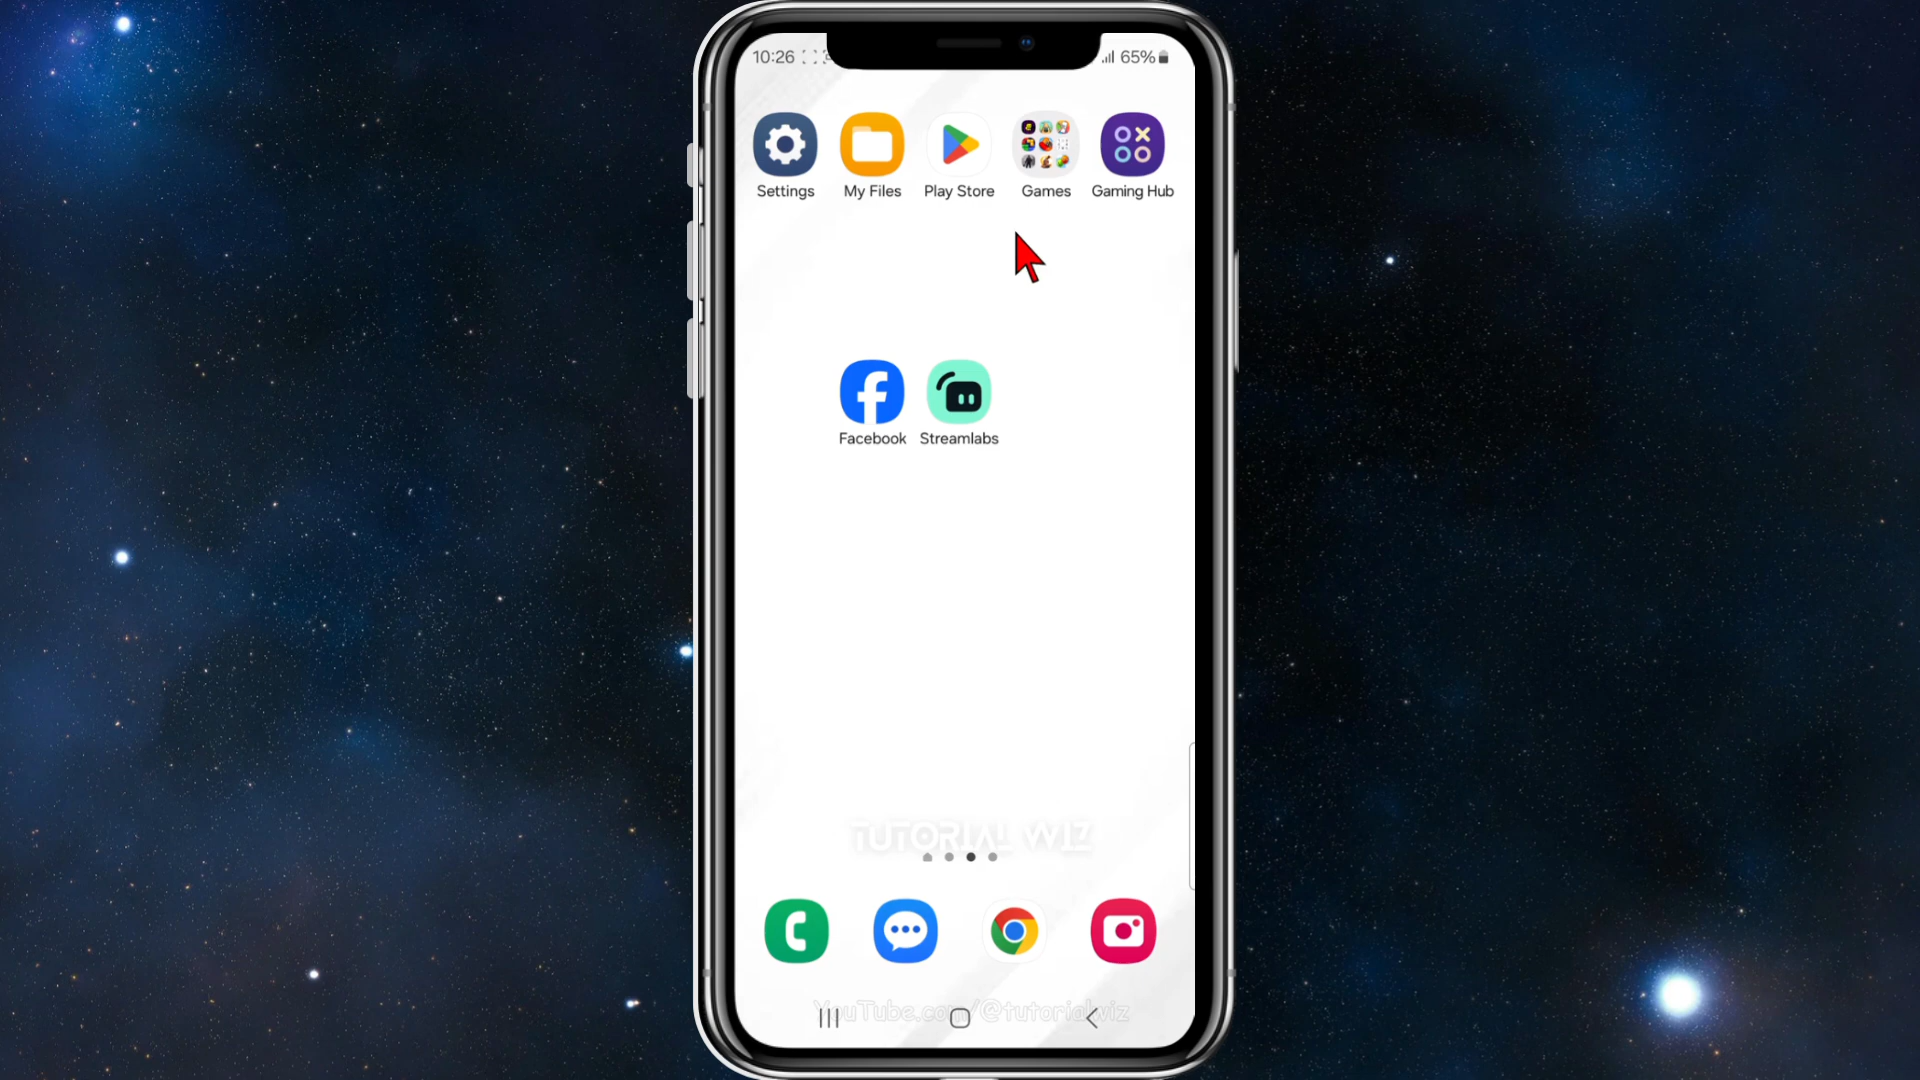 10:26
65%
Settings
My Files
Play Store
Games
Gaming Hub
Facebook
Streamlabs
TUTORIAL WIZ
YouTube.com/@tutorialwiz